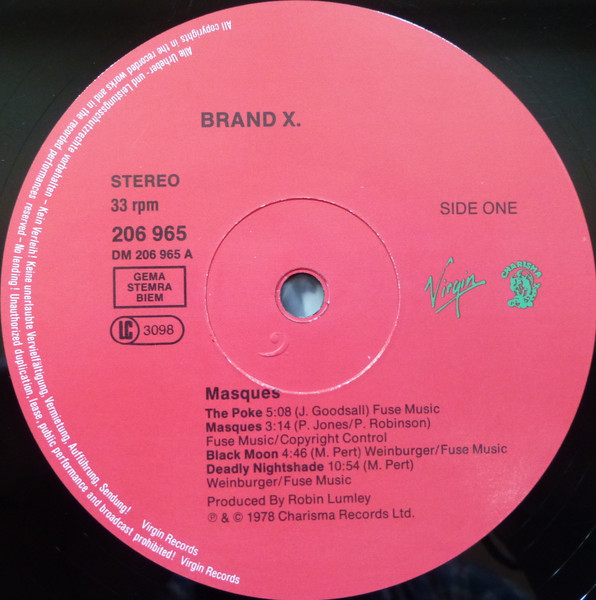 BRAND X.
STEREO
33 rpm
206 965
DM 206 965 A
GEMA
STEMRA
BIEM
LC 3098
SIDE ONE
Virgin
CHARISMA
Masques
The Poke 5:08 (J. Goodsall) Fuse Music
Masques 3:14 (P. Jones/P. Robinson)
Fuse Music/Copyright Control
Black Moon 4:46 (M. Pert) Weinburger/Fuse Music
Deadly Nightshade 10:54 (M. Pert)
Weinburger/Fuse Music
Produced By Robin Lumley
℗ & © 1978 Charisma Records Ltd.
Alle Urheber- und Leistungsschutzrechte vorbehalten - Kein Verleih! Keine unerlaubte Vervielfältigung, Vermietung, Aufführung, Sendung! Virgin Records
All copyrights in the recorded works and in the recorded performances reserved - No lending! Unauthorized duplication, lease, public performance and broadcast prohibited! Virgin Records